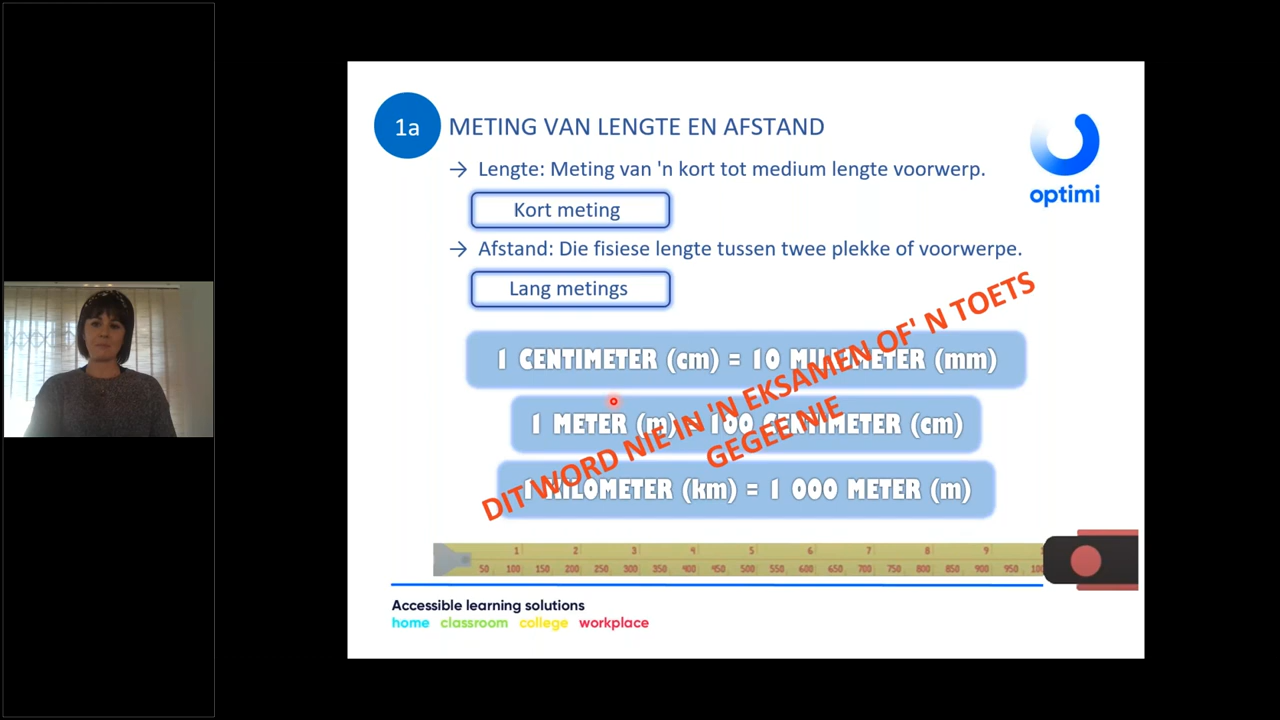 1a
METING VAN LENGTE EN AFSTAND
optimi
→ Lengte: Meting van 'n kort tot medium lengte voorwerp.
Kort meting
→ Afstand: Die fisiese lengte tussen twee plekke of voorwerpe.
Lang metings
1 CENTIMETER (cm) = 10 MILIMETER (mm)
1 METER (m) = 100 CENTIMETER (cm)
1 KILOMETER (km) = 1 000 METER (m)
DIT WORD NIE IN 'N EKSAMEN OF' N TOETS
GEGEE NIE
1 2 3 4 5 6 7 8 9
50 100 150 200 250 300 350 400 450 500 550 600 650 700 750 800 850 900 950
Accessible learning solutions
home classroom college workplace